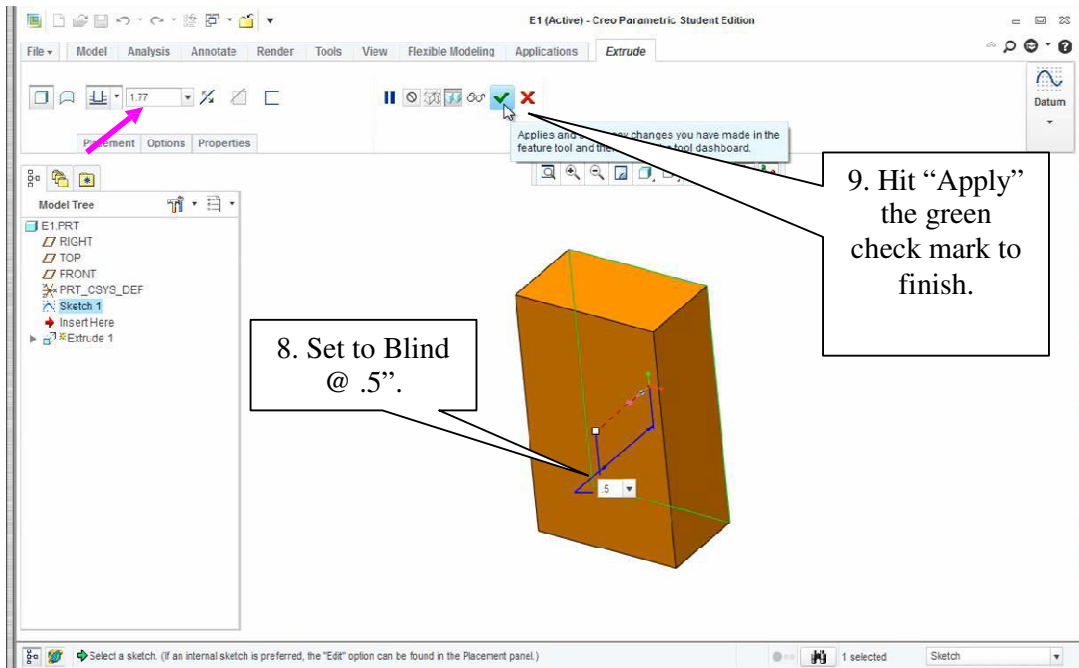 E1 (Active) - Creo Parametric Student Edition
File Model Analysis Annotate Render Tools View Flexible Modeling Applications Extrude
1.77
Datum
Placement Options Properties
Applies and any changes you have made in the
feature tool and the tool dashboard.
9. Hit “Apply”
the green
check mark to
finish.
Model Tree
E1.PRT
RIGHT
TOP
FRONT
PRT_CSYS_DEF
Sketch 1
Insert Here
Extrude 1
8. Set to Blind
@ .5”.
.5
Select a sketch. (If an internal sketch is preferred, the "Edit" option can be found in the Placement panel.)
1 selected
Sketch